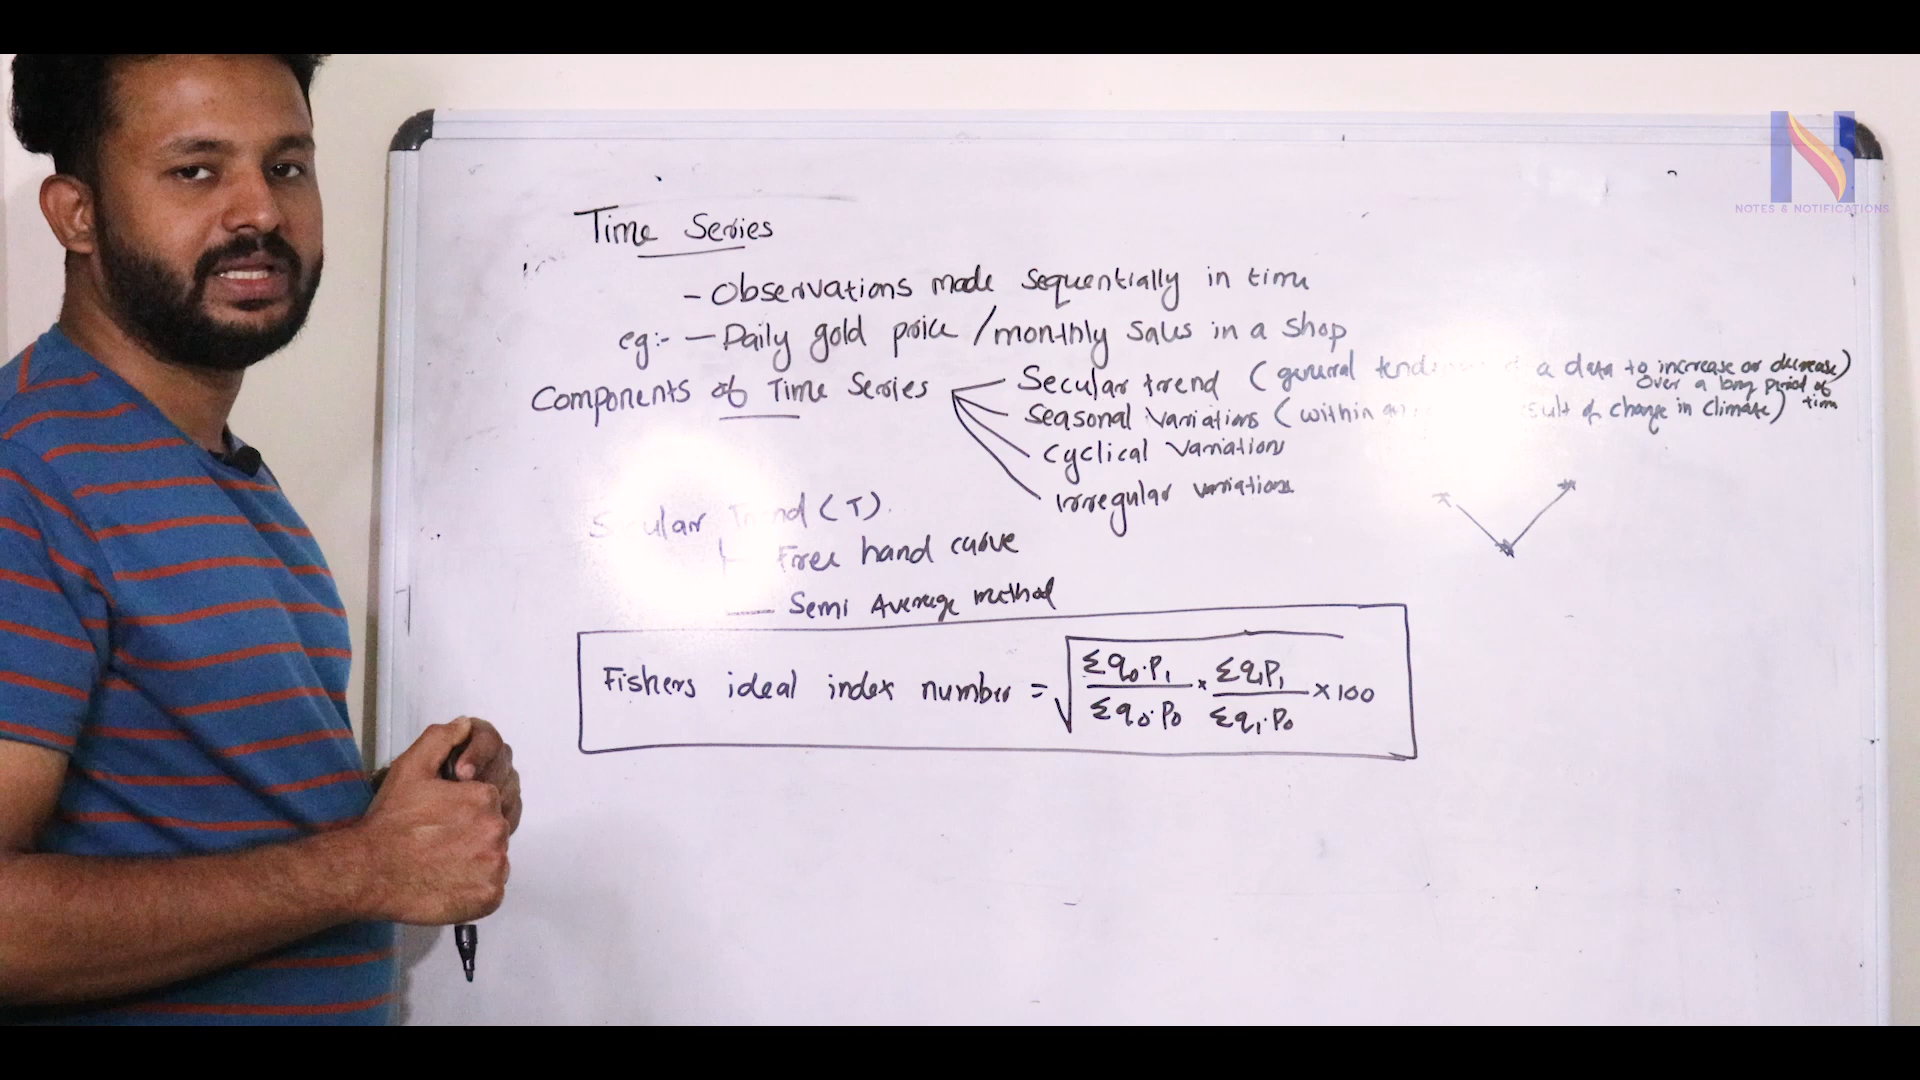 NOTES & NOTIFICATIONS
Time Series
- Observations made sequentially in time
eg:- - Daily gold price / monthly sales in a shop
Components of Time Series
Secular trend (general a data to increase or decrease)
Over a long period of time
Seasonal Variations (within of change in climate)
Cyclical Variations
Irregular variations
Trend (T).
Free hand curve
Semi Average method
Fishers ideal index number = √ Σq₀·P₁ / Σq₀·P₀ × Σq₁P₁ / Σq₁·P₀ × 100